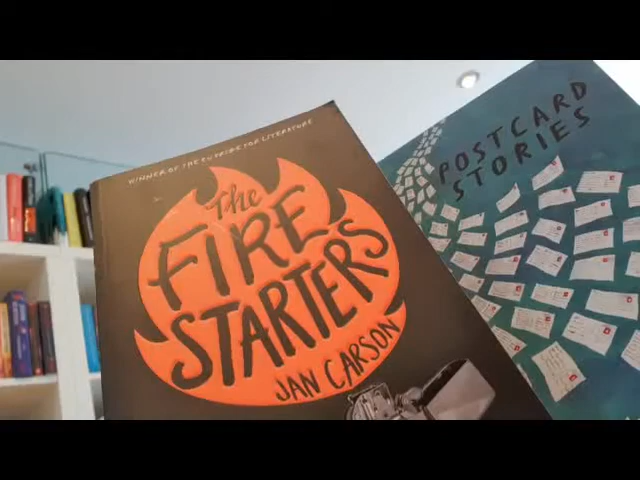 WINNER OF THE EU PRIZE FOR LITERATURE
The
FIRE
STARTERS
JAN CARSON
POSTCARD
STORIES